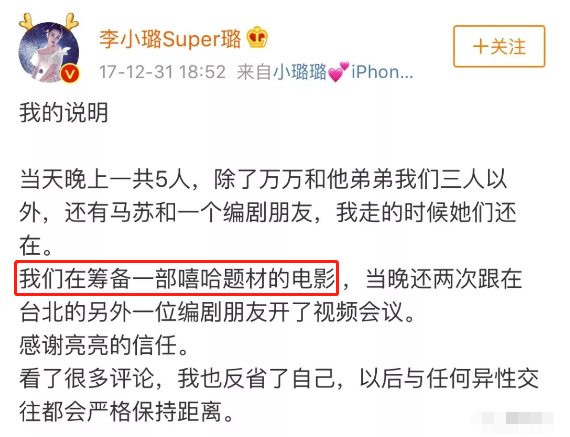 李小璐Super璐
十关注
17-12-31 18:52 来自小璐璐💕iPhon...
我的说明
当天晚上一共5人，除了万万和他弟弟我们三人以
外，还有马苏和一个编剧朋友，我走的时候她们还
在。
我们在筹备一部嘻哈题材的电影，当晚还两次跟在
台北的另外一位编剧朋友开了视频会议。
感谢亮亮的信任。
看了很多评论，我也反省了自己，以后与任何异性交
往都会严格保持距离。